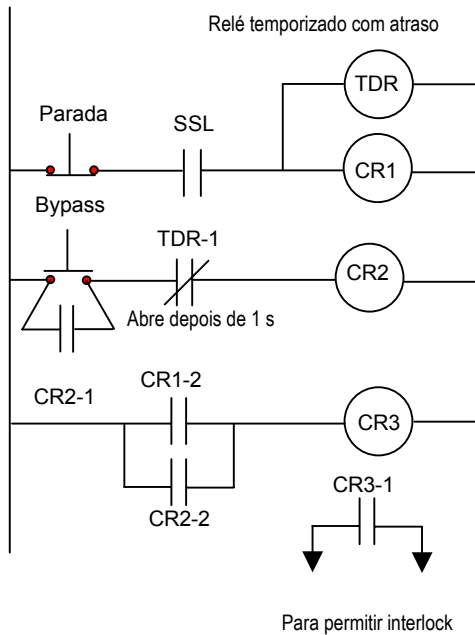 Relé temporizado com atraso
TDR
Parada
SSL
CR1
Bypass
TDR-1
CR2
Abre depois de 1 s
CR2-1
CR1-2
CR3
CR2-2
CR3-1
Para permitir interlock